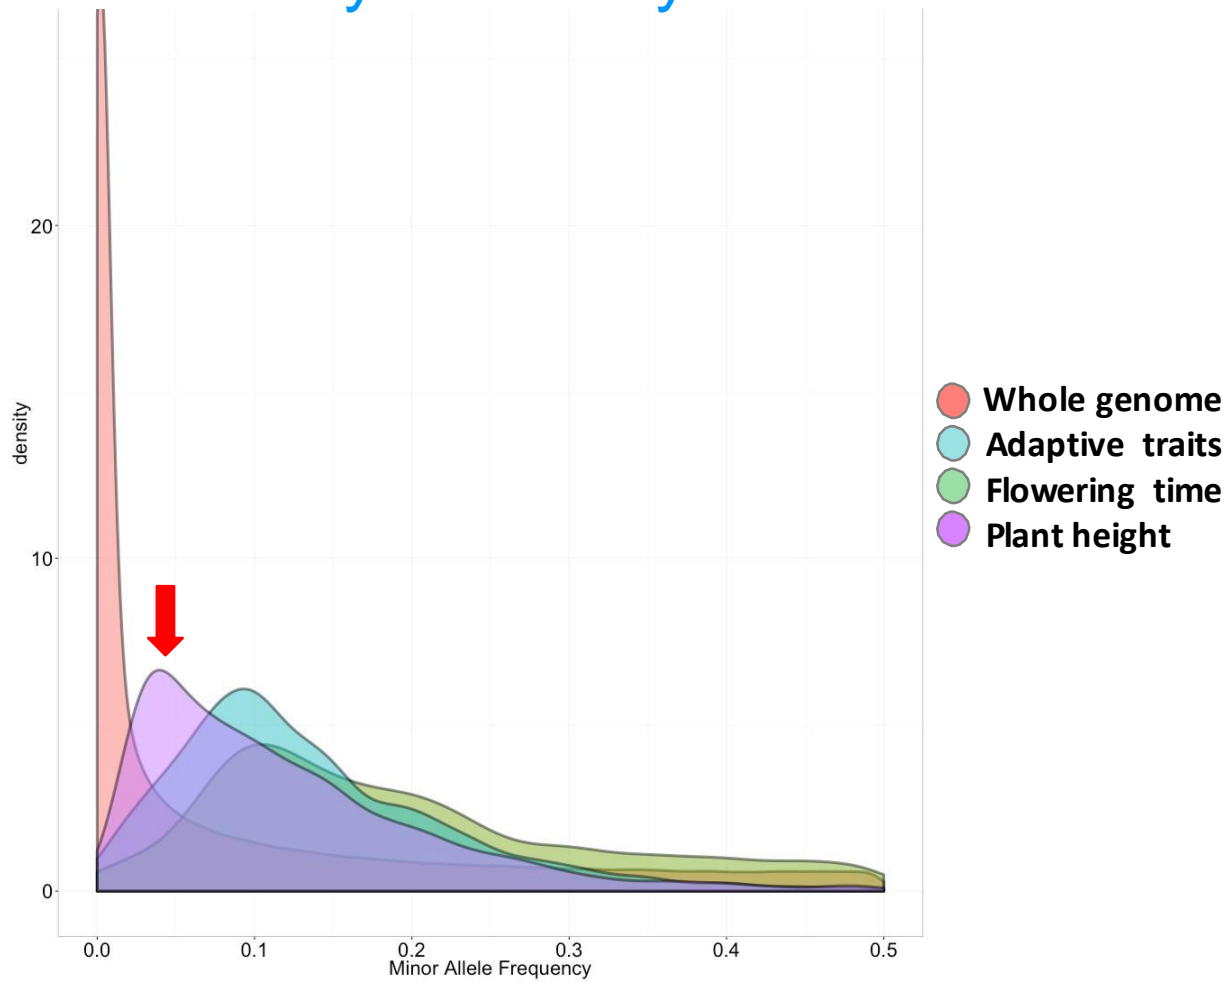 20
10
0
density
0.0 0.1 0.2 0.3 0.4 0.5
Minor Allele Frequency
Whole genome
Adaptive traits
Flowering time
Plant height